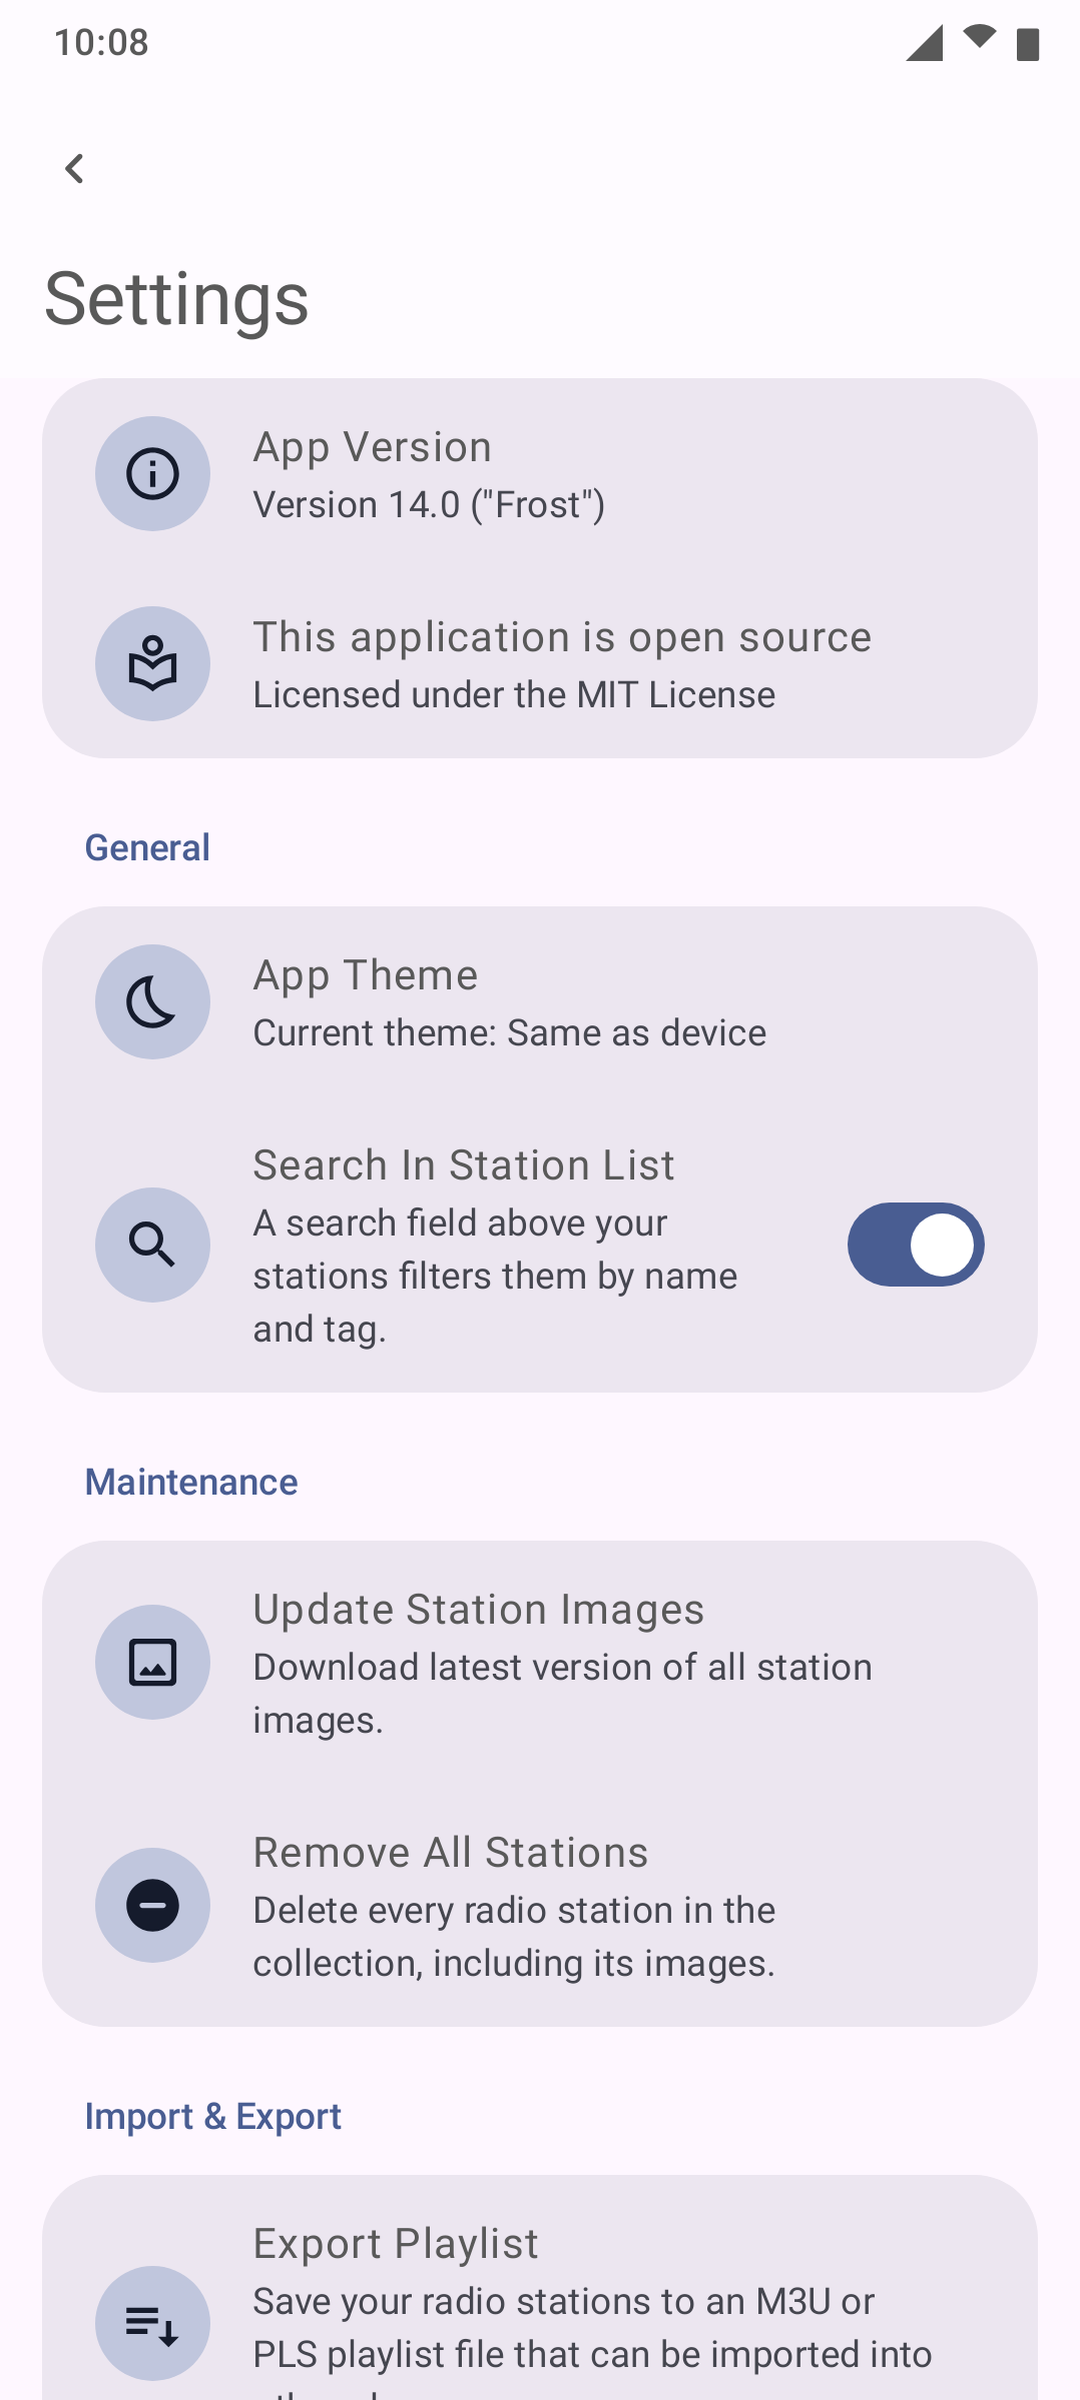 10:08
Settings
App Version
Version 14.0 ("Frost")
This application is open source
Licensed under the MIT License
General
App Theme
Current theme: Same as device
Search In Station List
A search field above your
stations filters them by name
and tag.
Maintenance
Update Station Images
Download latest version of all station
images.
Remove All Stations
Delete every radio station in the
collection, including its images.
Import & Export
Export Playlist
Save your radio stations to an M3U or
PLS playlist file that can be imported into